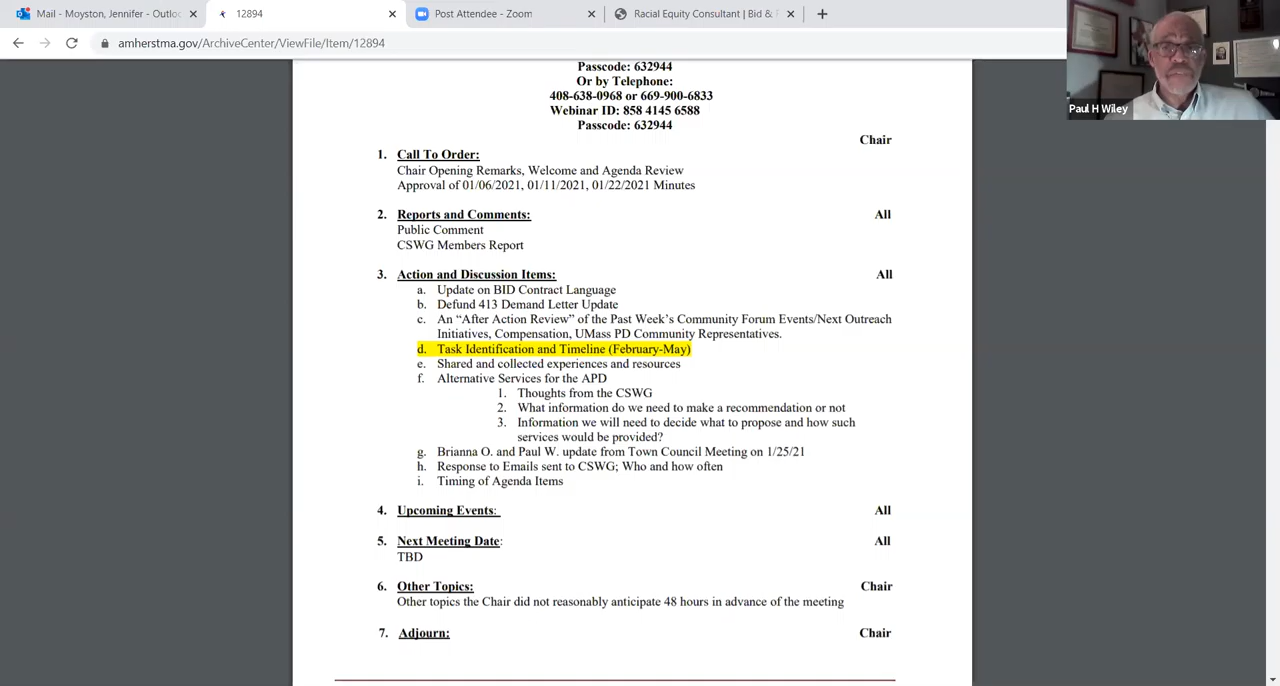 Mail - Moyston, Jennifer - Outloo
12894
Post Attendee - Zoom
Racial Equity Consultant | Bid &
amherstma.gov/ArchiveCenter/ViewFile/Item/12894
Paul H Wiley
Passcode: 632944
Or by Telephone:
408-638-0968 or 669-900-6833
Webinar ID: 858 4145 6588
Passcode: 632944
Chair
1. Call To Order:
Chair Opening Remarks, Welcome and Agenda Review
Approval of 01/06/2021, 01/11/2021, 01/22/2021 Minutes
2. Reports and Comments: All
Public Comment
CSWG Members Report
3. Action and Discussion Items: All
a. Update on BID Contract Language
b. Defund 413 Demand Letter Update
c. An “After Action Review” of the Past Week’s Community Forum Events/Next Outreach
Initiatives, Compensation, UMass PD Community Representatives.
d. Task Identification and Timeline (February-May)
e. Shared and collected experiences and resources
f. Alternative Services for the APD
1. Thoughts from the CSWG
2. What information do we need to make a recommendation or not
3. Information we will need to decide what to propose and how such
services would be provided?
g. Brianna O. and Paul W. update from Town Council Meeting on 1/25/21
h. Response to Emails sent to CSWG; Who and how often
i. Timing of Agenda Items
4. Upcoming Events: All
5. Next Meeting Date: All
TBD
6. Other Topics: Chair
Other topics the Chair did not reasonably anticipate 48 hours in advance of the meeting
7. Adjourn: Chair